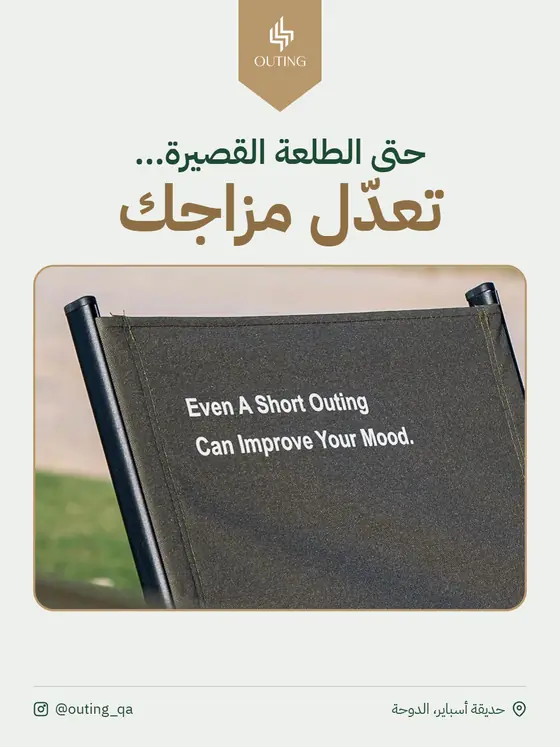 OUTING
حتى الطلعة القصيرة...
تعدّل مزاجك
Even A Short Outing
Can Improve Your Mood.
@outing_qa
حديقة أسباير، الدوحة